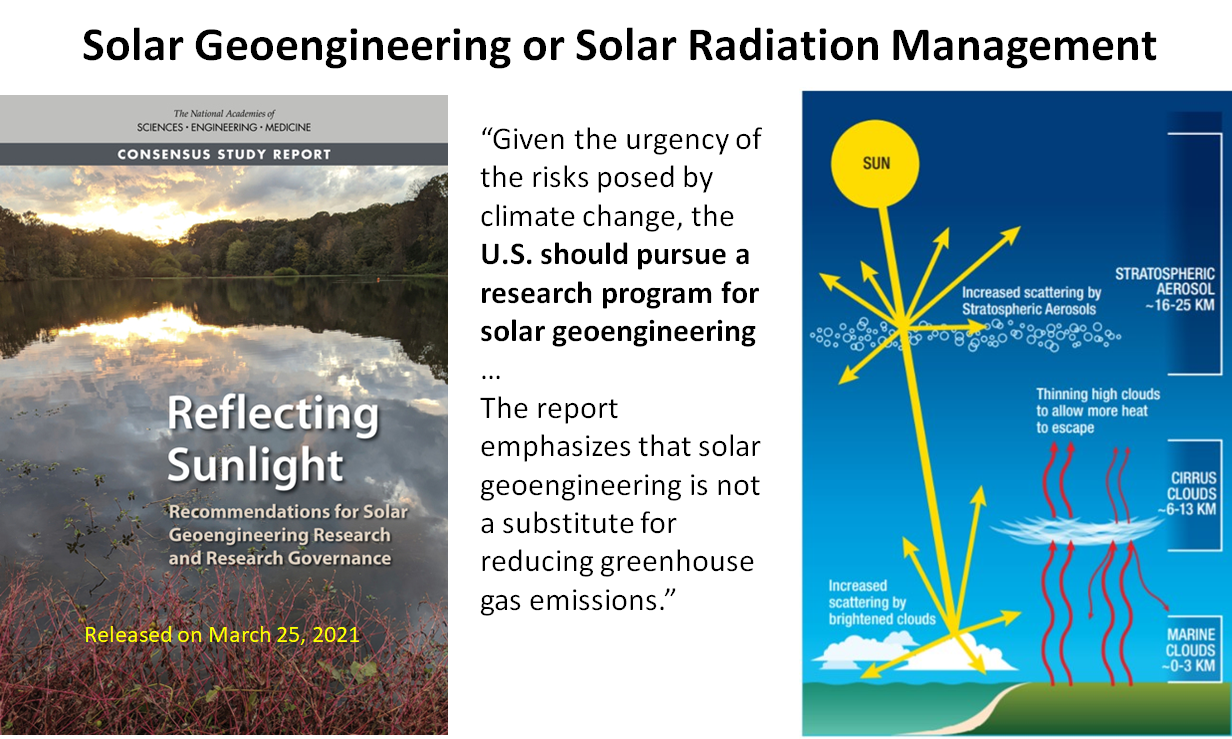 Solar Geoengineering or Solar Radiation Management
The National Academies of
SCIENCES • ENGINEERING • MEDICINE
CONSENSUS STUDY REPORT
Reflecting
Sunlight
Recommendations for Solar
Geoengineering Research
and Research Governance
Released on March 25, 2021
“Given the urgency of
the risks posed by
climate change, the
U.S. should pursue a
research program for
solar geoengineering
...
The report
emphasizes that solar
geoengineering is not
a substitute for
reducing greenhouse
gas emissions.”
SUN
STRATOSPHERIC
AEROSOL
~16-25 KM
Increased scattering by
Stratospheric Aerosols
Thinning high clouds
to allow more heat
to escape
CIRRUS
CLOUDS
~6-13 KM
Increased
scattering by
brightened clouds
MARINE
CLOUDS
~0-3 KM